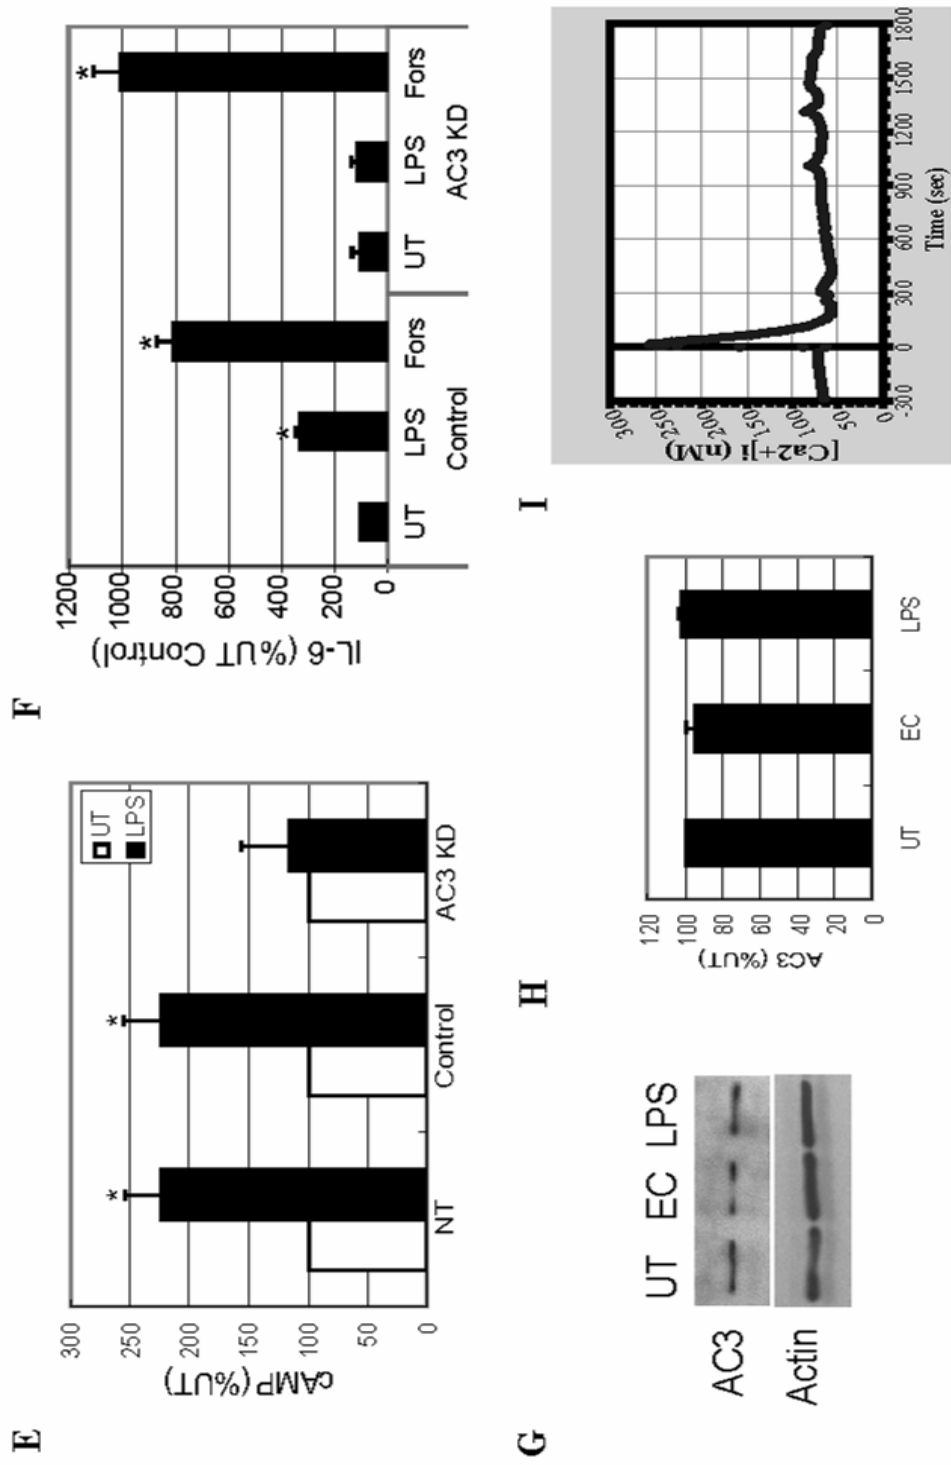 E
cAMP (%UT)
300
250
200
150
100
50
0
UT
LPS
NT
Control
AC3 KD
F
IL-6 (%UT Control)
1200
1000
800
600
400
200
0
*
*
*
*
*
UT
LPS
Fors
UT
LPS
Fors
Control
AC3 KD
G
UT EC LPS
AC3
Actin
H
AC3 (%UT)
120
100
80
60
40
20
0
UT
EC
LPS
I
[Ca2+]i (nM)
300
250
200
150
100
50
0
-300
0
300
600
900
1200
1500
1800
Time (sec)